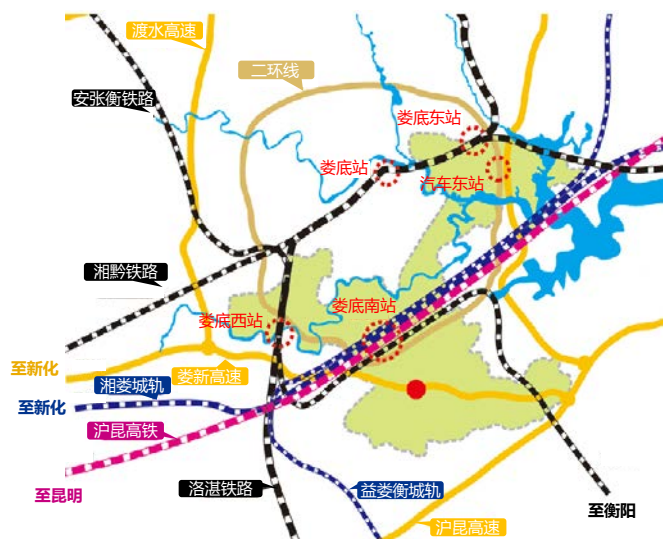 渡水高速
二环线
安张衡铁路
娄底东站
娄底站
汽车东站
湘黔铁路
娄底西站
娄底南站
至新化
娄新高速
湘娄城轨
至新化
沪昆高铁
至昆明
洛湛铁路
益娄衡城轨
至衡阳
沪昆高速